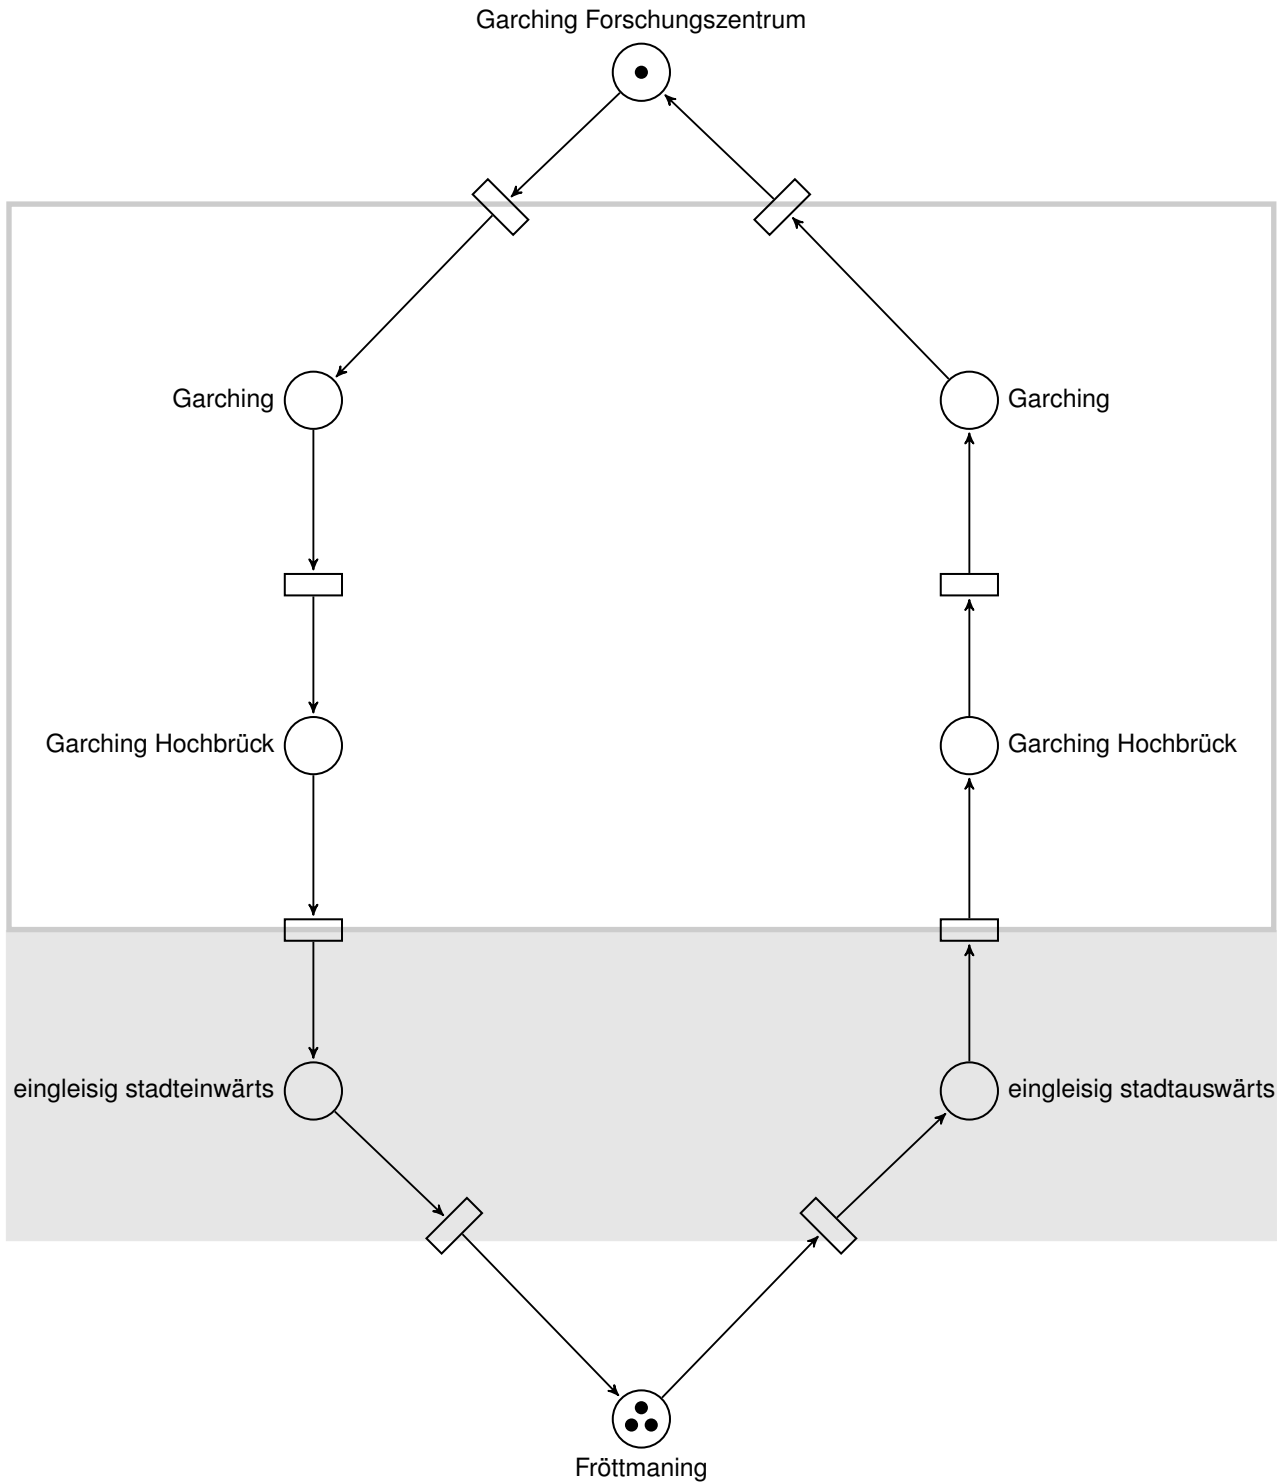 Garching Forschungszentrum
Garching
Garching
Garching Hochbrück
Garching Hochbrück
eingleisig stadteinwärts
eingleisig stadtauswärts
Fröttmaning